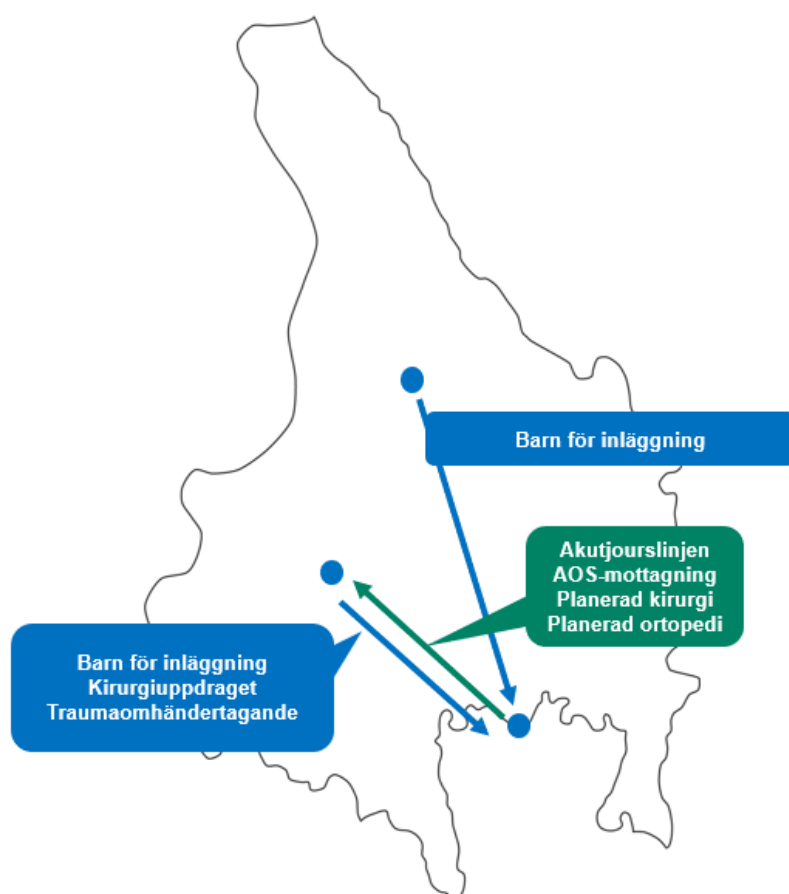 Barn för inläggning
Akutjourslinjen
AOS-mottagning
Planerad kirurgi
Planerad ortopedi
Barn för inläggning
Kirurgiuppdraget
Traumaomhändertagande